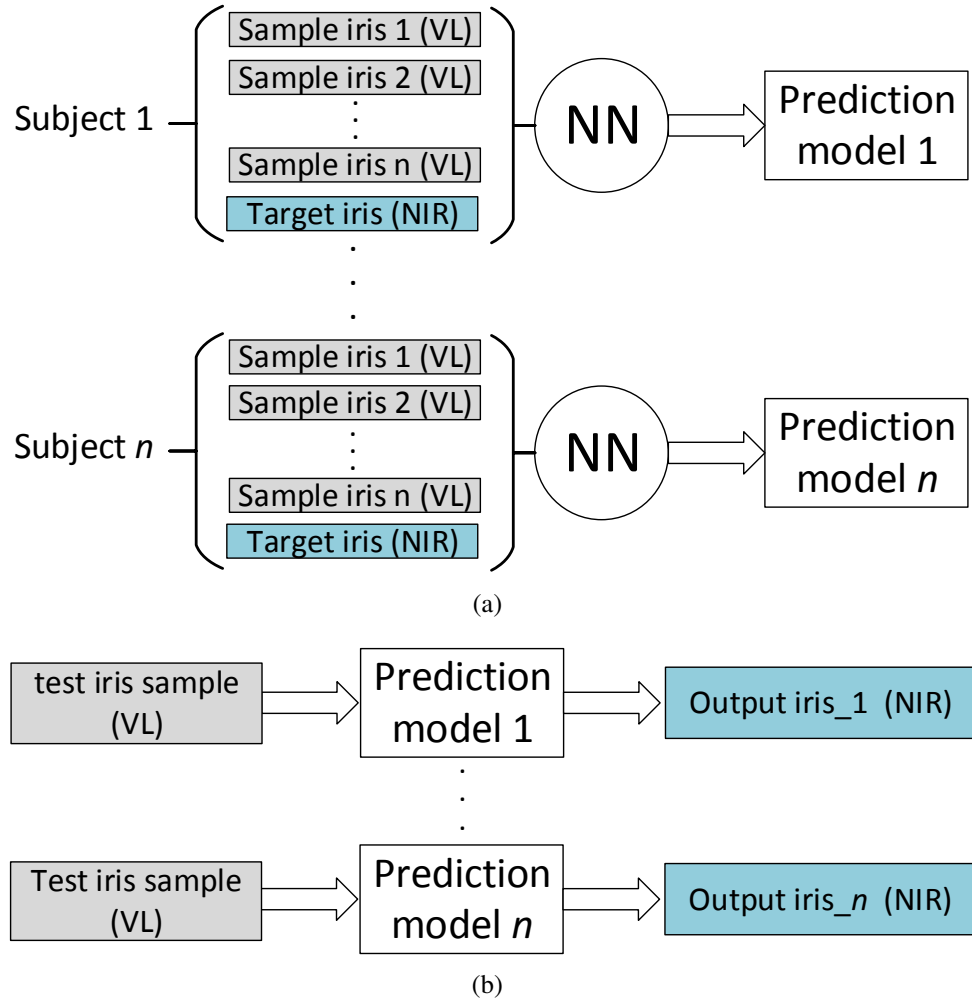 Sample iris 1 (VL)
Sample iris 2 (VL)
Subject 1
NN
Prediction
model 1
Sample iris n (VL)
Target iris (NIR)
Sample iris 1 (VL)
Sample iris 2 (VL)
Subject n
NN
Prediction
model n
Sample iris n (VL)
Target iris (NIR)
(a)
test iris sample
(VL)
Prediction
model 1
Output iris_1 (NIR)
Test iris sample
(VL)
Prediction
model n
Output iris_n (NIR)
(b)